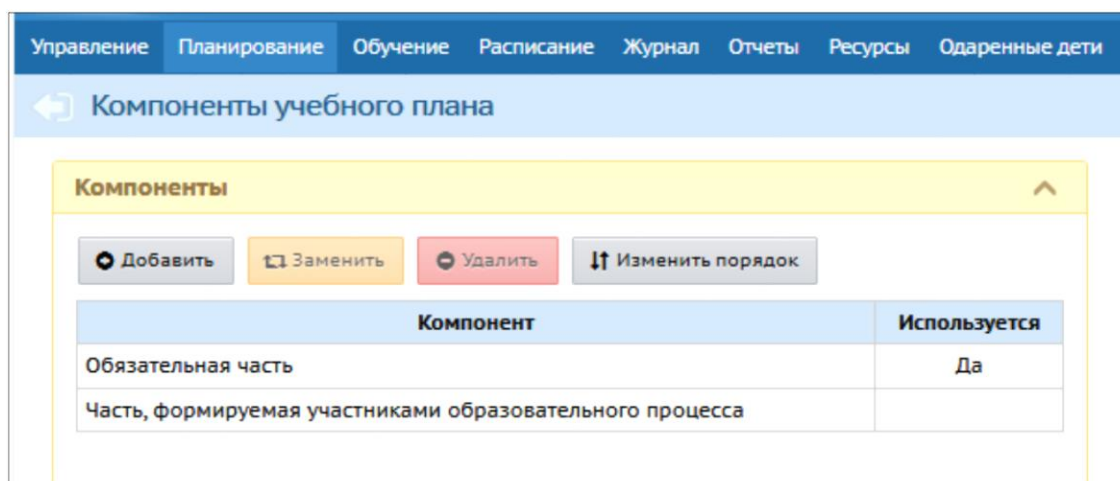 Управление Планирование Обучение Расписание Журнал Отчеты Ресурсы Одаренные дети
Компоненты учебного плана
Компоненты
Добавить Заменить Удалить Изменить порядок
Компонент Используется
Обязательная часть Да
Часть, формируемая участниками образовательного процесса